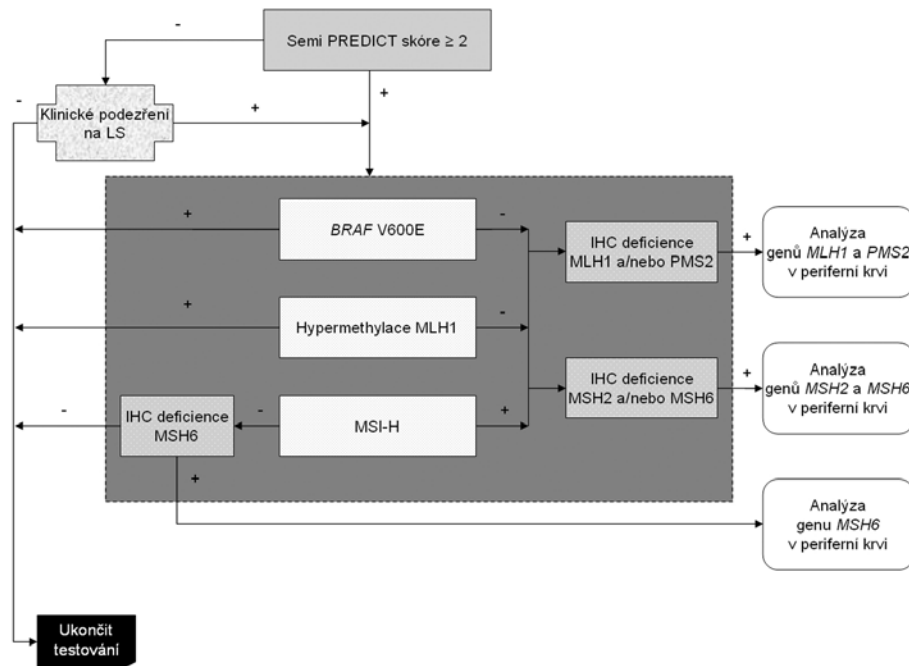 -
Semi PREDICT skóre ≥ 2
+
-
Klinické podezření
na LS
+
+
BRAF V600E
-
IHC deficience
MLH1 a/nebo PMS2
+
Analýza
genů MLH1 a PMS2
v periferní krvi
+
Hypermethylace MLH1
-
IHC deficience
MSH2 a/nebo MSH6
+
Analýza
genů MSH2 a MSH6
v periferní krvi
-
IHC deficience
MSH6
-
MSI-H
+
+
Analýza
genu MSH6
v periferní krvi
Ukončit
testování